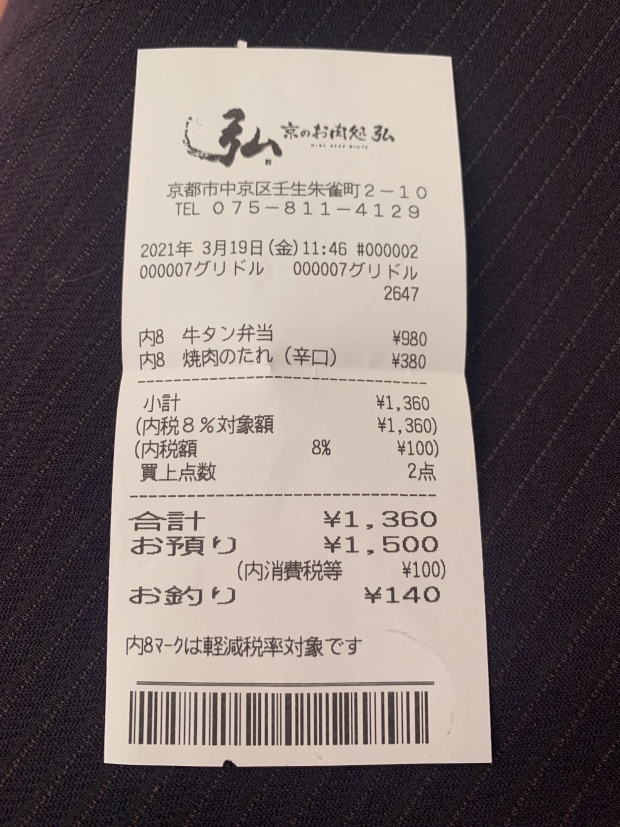 弘 京のお肉処 弘
京都市中京区壬生朱雀町2-10
TEL 075-811-4129
2021年 3月19日(金)11:46 #000002
000007グリドル 000007グリドル
2647
内8 牛タン弁当 ¥980
内8 焼肉のたれ(辛口) ¥380
小計 ¥1,360
(内税8%対象額 ¥1,360)
(内税額 8% ¥100)
買上点数 2点
合計 ¥1,360
お預り ¥1,500
(内消費税等 ¥100)
お釣り ¥140
内8マークは軽減税率対象です